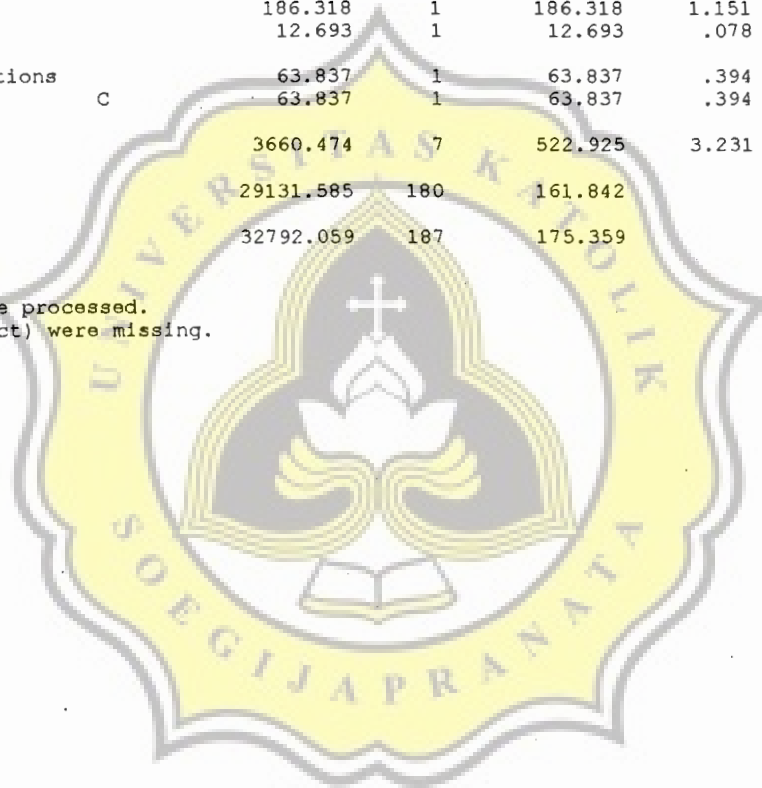 186.318 1 186.318 1.151
12.693 1 12.693 .078
tions 63.837 1 63.837 .394
C 63.837 1 63.837 .394
3660.474 7 522.925 3.231
29131.585 180 161.842
32792.059 187 175.359
e processed.
ct) were missing.
UNIVERSITAS KATOLIK
SOEGIJAPRANATA